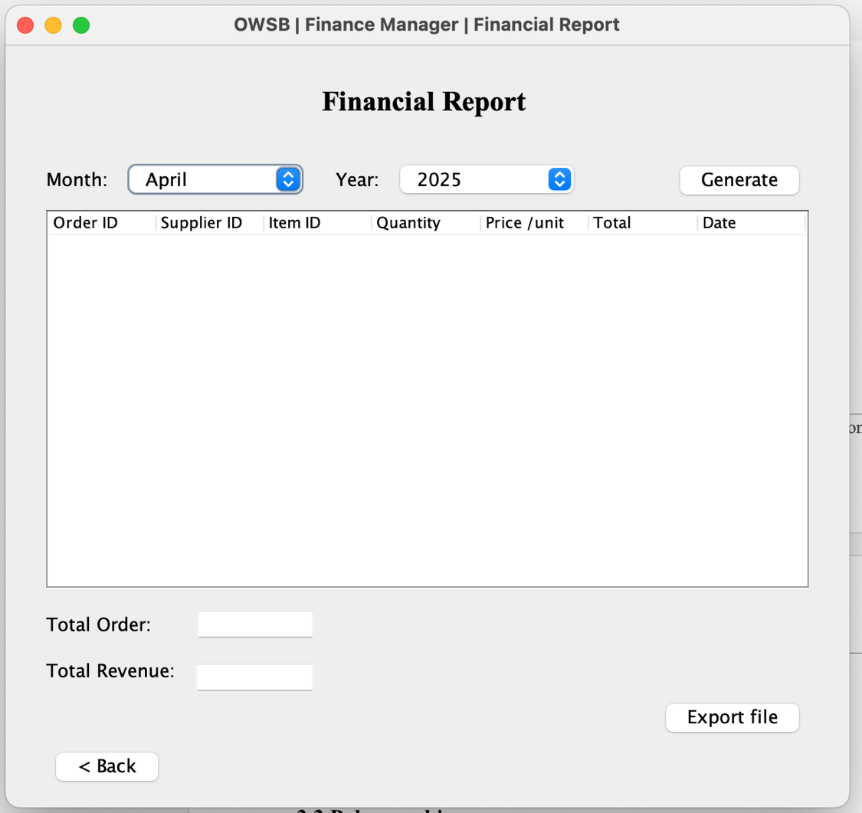 OWSB | Finance Manager | Financial Report
Financial Report
Month: April Year: 2025 Generate
Order ID Supplier ID Item ID Quantity Price /unit Total Date
Total Order:
Total Revenue:
Export file
< Back